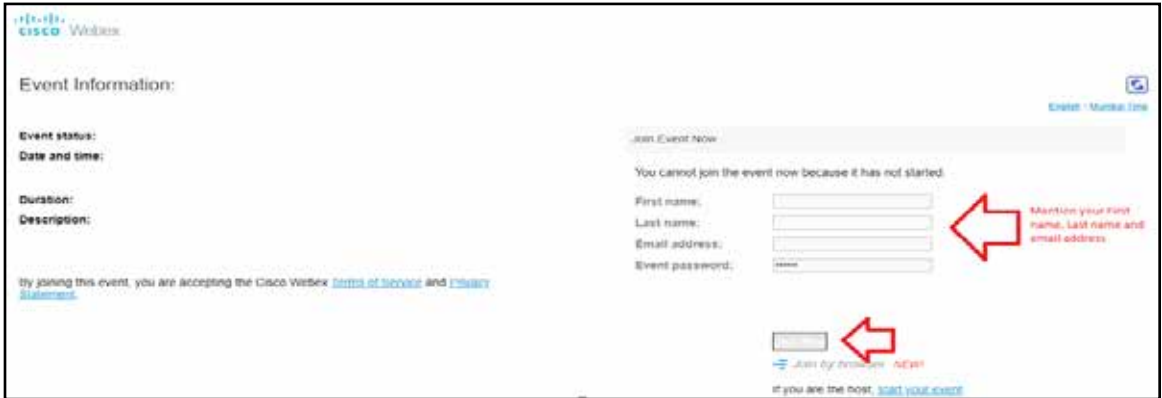 CISCO Webex
Event Information:
English : Mumbai Time
Event status:
Date and time:
Duration:
Description:
By joining this event, you are accepting the Cisco Webex Terms of Service and Privacy
Statement.
Join Event Now
You cannot join the event now because it has not started.
First name:
Last name:
Email address:
Event password:
Mention your First
name, Last name and
email address
Join by browser NEW!
If you are the host, start your event